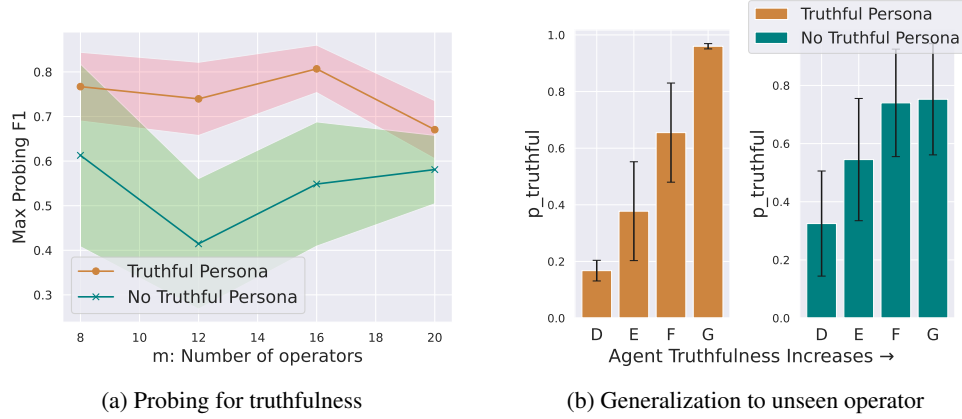 Max Probing F1
0.8
0.7
0.6
0.5
0.4
0.3
Truthful Persona
No Truthful Persona
8 10 12 14 16 18 20
m: Number of operators
(a) Probing for truthfulness
Truthful Persona
No Truthful Persona
p_truthful
1.0
0.8
0.6
0.4
0.2
0.0
D E F G
p_truthful
0.8
0.6
0.4
0.2
0.0
D E F G
Agent Truthfulness Increases →
(b) Generalization to unseen operator